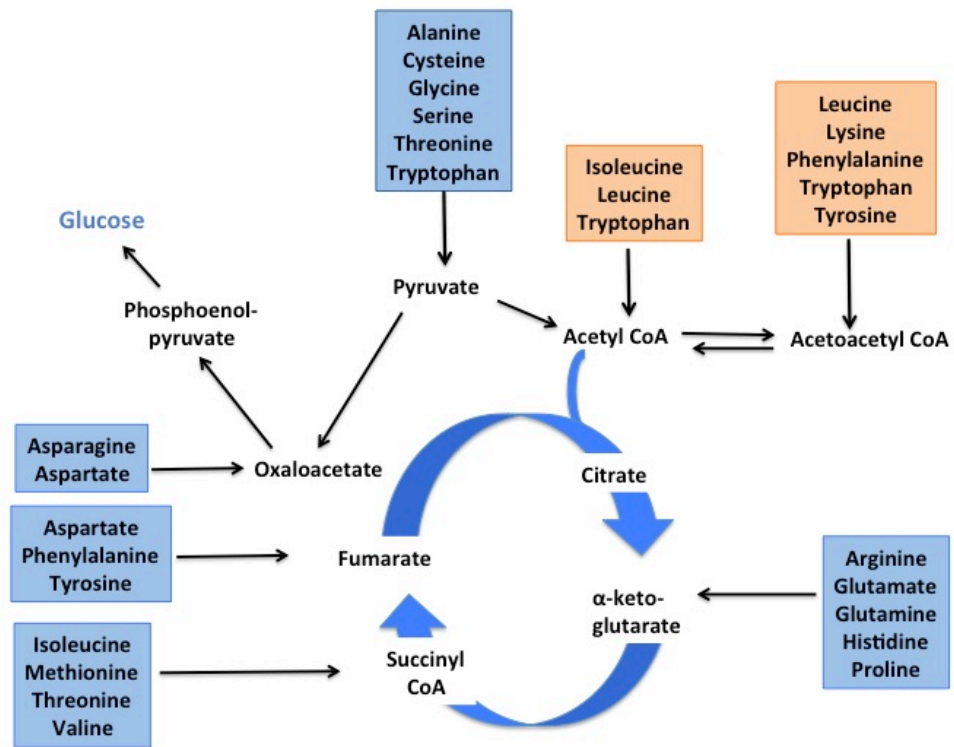 Alanine
Cysteine
Glycine
Serine
Threonine
Tryptophan
Isoleucine
Leucine
Tryptophan
Leucine
Lysine
Phenylalanine
Tryptophan
Tyrosine
Glucose
Phosphoenol-
pyruvate
Pyruvate
Acetyl CoA
Acetoacetyl CoA
Asparagine
Aspartate
Oxaloacetate
Citrate
Aspartate
Phenylalanine
Tyrosine
Fumarate
α-keto-
glutarate
Arginine
Glutamate
Glutamine
Histidine
Proline
Isoleucine
Methionine
Threonine
Valine
Succinyl
CoA